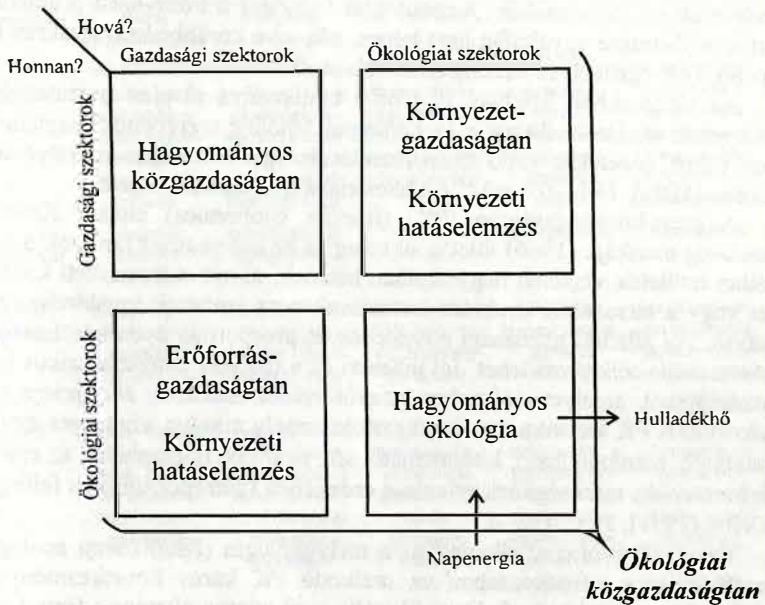 Hová?
Honnan?
Gazdasági szektorok
Ökológiai szektorok
Gazdasági szektorok
Hagyományos
közgazdaságtan
Környezet-
gazdaságtan
Környezeti
hatáselemzés
Ökológiai szektorok
Erőforrás-
gazdaságtan
Környezeti
hatáselemzés
Hagyományos
ökológia
Hulladékhő
Napenergia
Ökológiai
közgazdaságtan